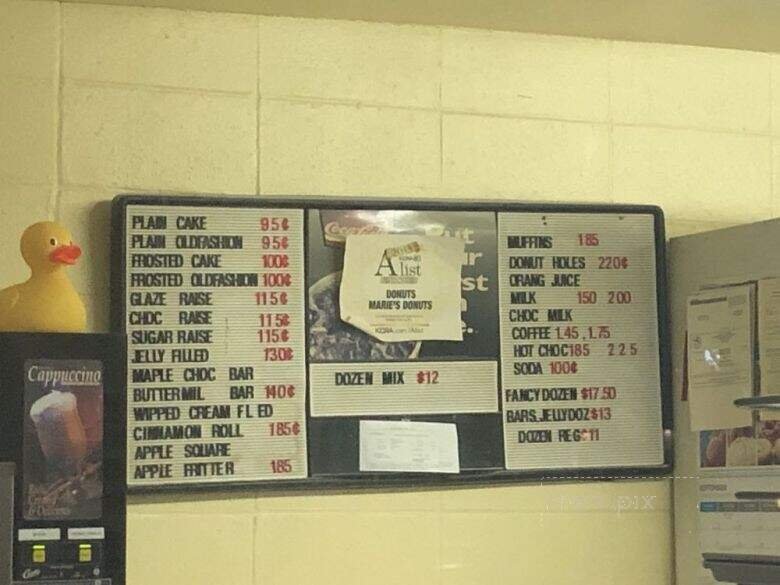 PLAIN CAKE 95¢
PLAIN OLDFASHION 95¢
FROSTED CAKE 100¢
FROSTED OLDFASHION 100¢
GLAZE RAISE 115¢
CHOC RAISE 115¢
SUGAR RAISE 115¢
JELLY FILLED 130¢
MAPLE CHOC BAR
BUTTERMIL BAR 140¢
WIPPED CREAM FL ED
CINNAMON ROLL 185¢
APPLE SQUARE
APPLE FRITTER 185
A list
DONUTS
MARIE'S DONUTS
KCRA.com/Alist
DOZEN MIX $12
MUFFINS 185
DONUT HOLES 220¢
ORANG JUICE
MILK 150 200
CHOC MILK
COFFEE 1.45 , 1.75
HOT CHOC 185 225
SODA 100¢
FANCY DOZEN $17.50
BARS, JELLY DOZ $13
DOZEN REG $11
Cappuccino